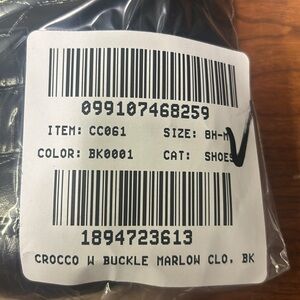 099107468259
ITEM: CC061 SIZE: BH-M
COLOR: BK0001 CAT: SHOES
1894723613
CROCCO W BUCKLE MARLOW CLO, BK